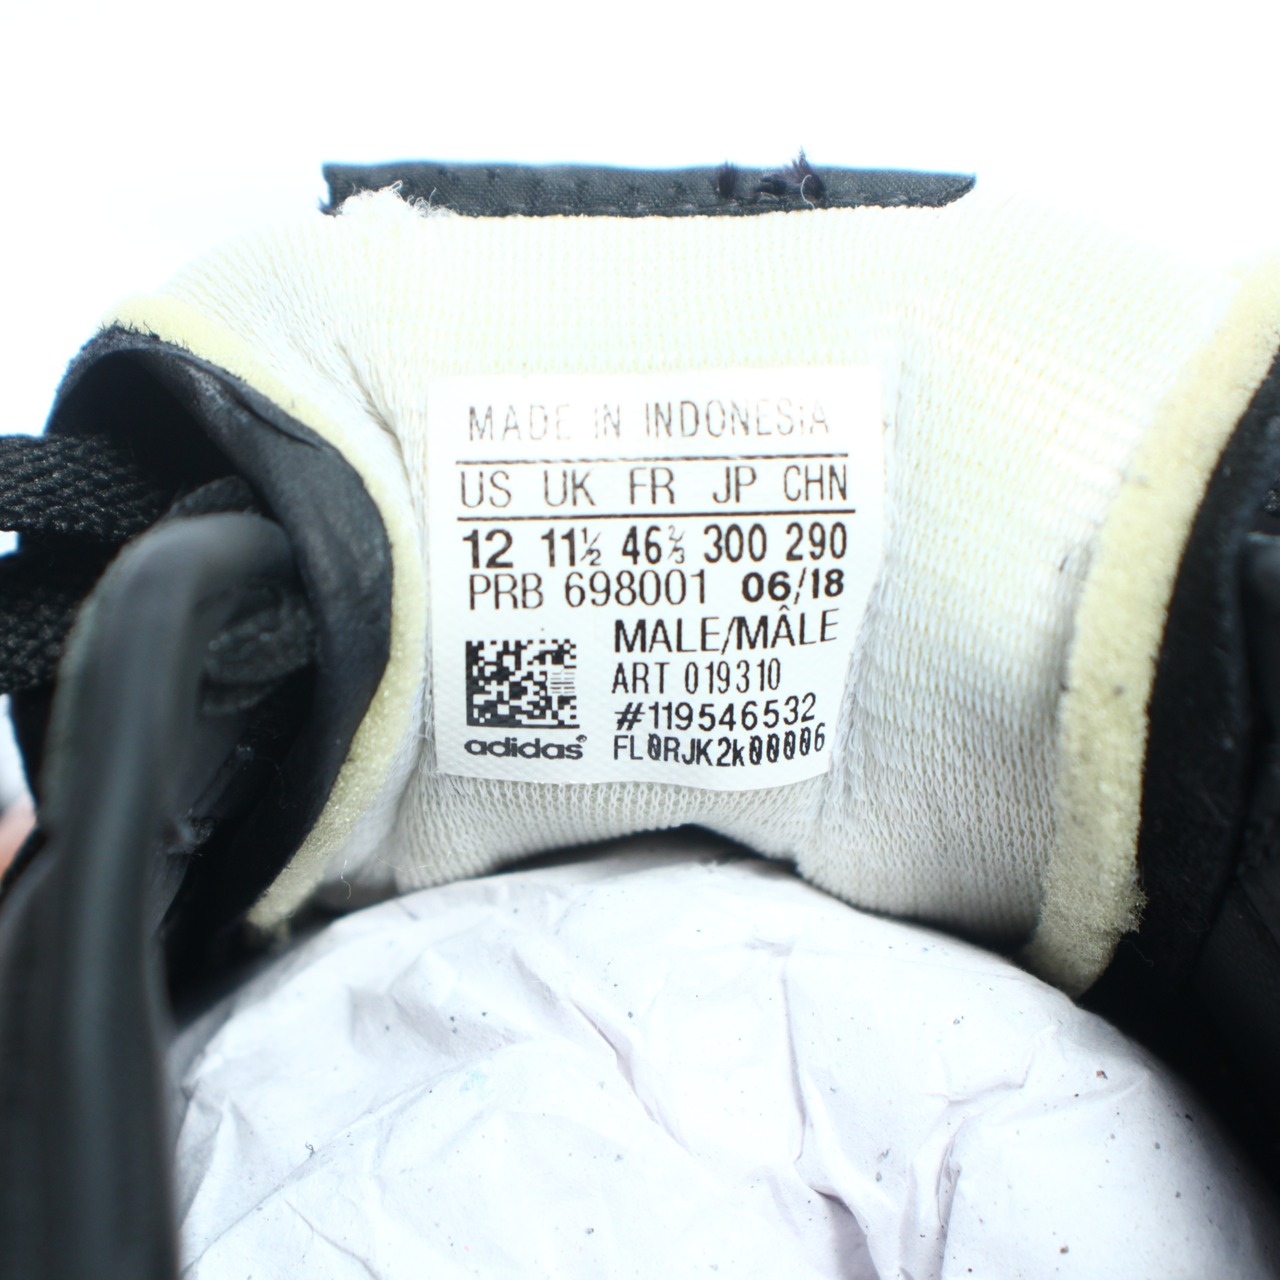 MADE IN INDONESIA
US UK FR JP CHN
12 11½ 46⅔ 300 290
PRB 698001 06/18
MALE/MÂLE
ART 019310
#119546532
FL0RJK2k00006
adidas®